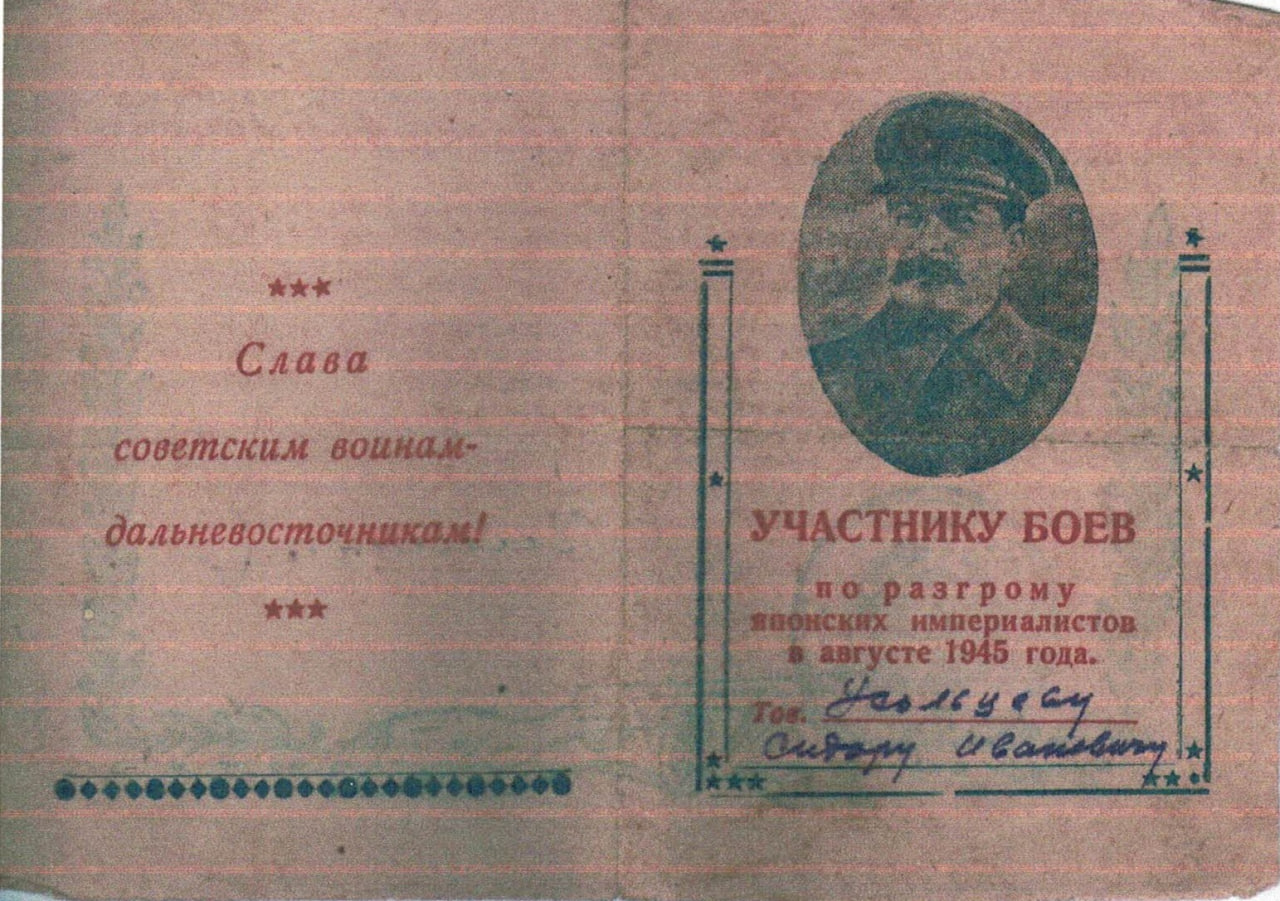 Слава
советским воинам-
дальневосточникам!
УЧАСТНИКУ БОЕВ
по разгрому
японских империалистов
в августе 1945 года.
Тов. Усольцеву
Сидору Ивановичу